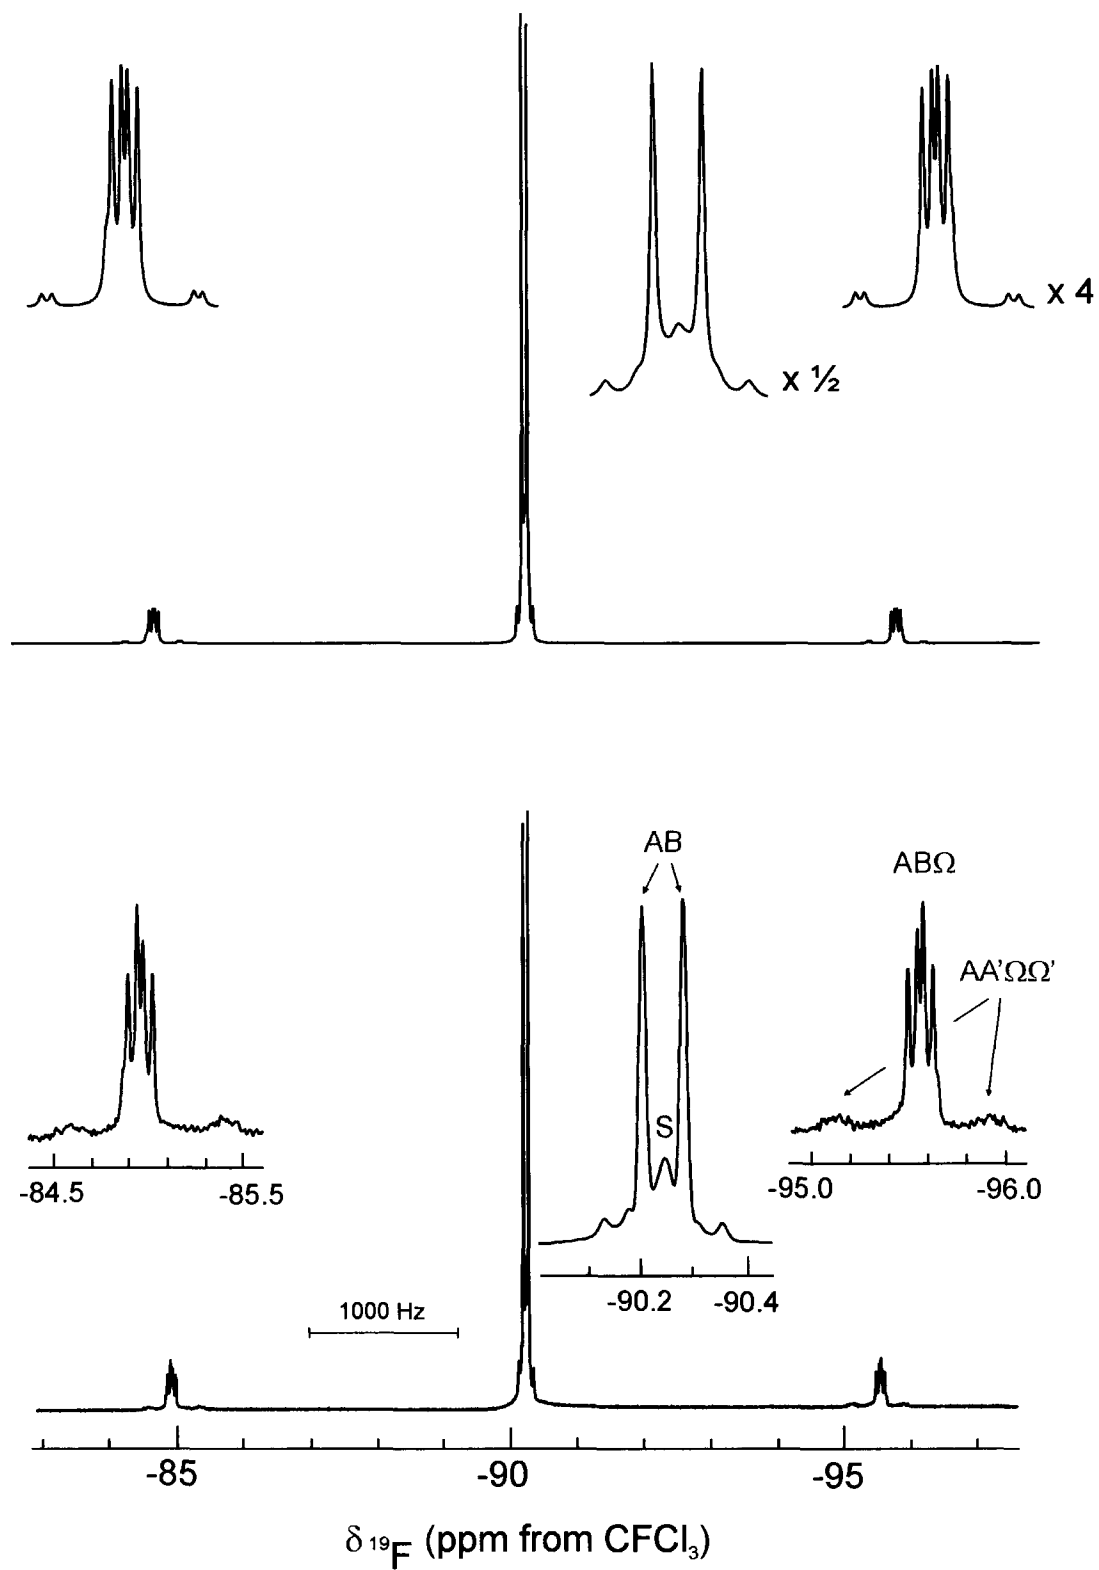 x 4
x ½
AB
ABΩ
AA'ΩΩ'
S
-84.5 -85.5
-95.0 -96.0
-90.2 -90.4
1000 Hz
-85 -90 -95
δ ¹⁹F (ppm from CFCl₃)